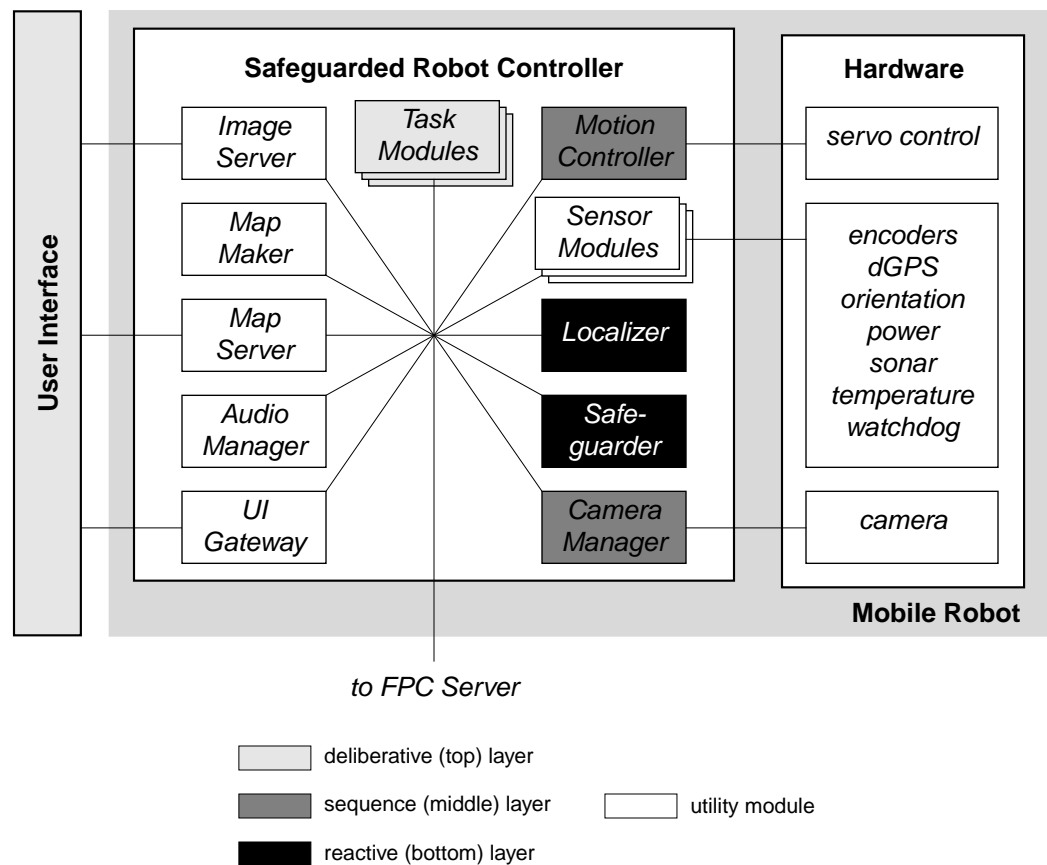 User Interface
Safeguarded Robot Controller
Image
Server
Map
Maker
Map
Server
Audio
Manager
UI
Gateway
Task
Modules
Motion
Controller
Sensor
Modules
Localizer
Safe-
guarder
Camera
Manager
Hardware
servo control
encoders
dGPS
orientation
power
sonar
temperature
watchdog
camera
Mobile Robot
to FPC Server
deliberative (top) layer
sequence (middle) layer
utility module
reactive (bottom) layer